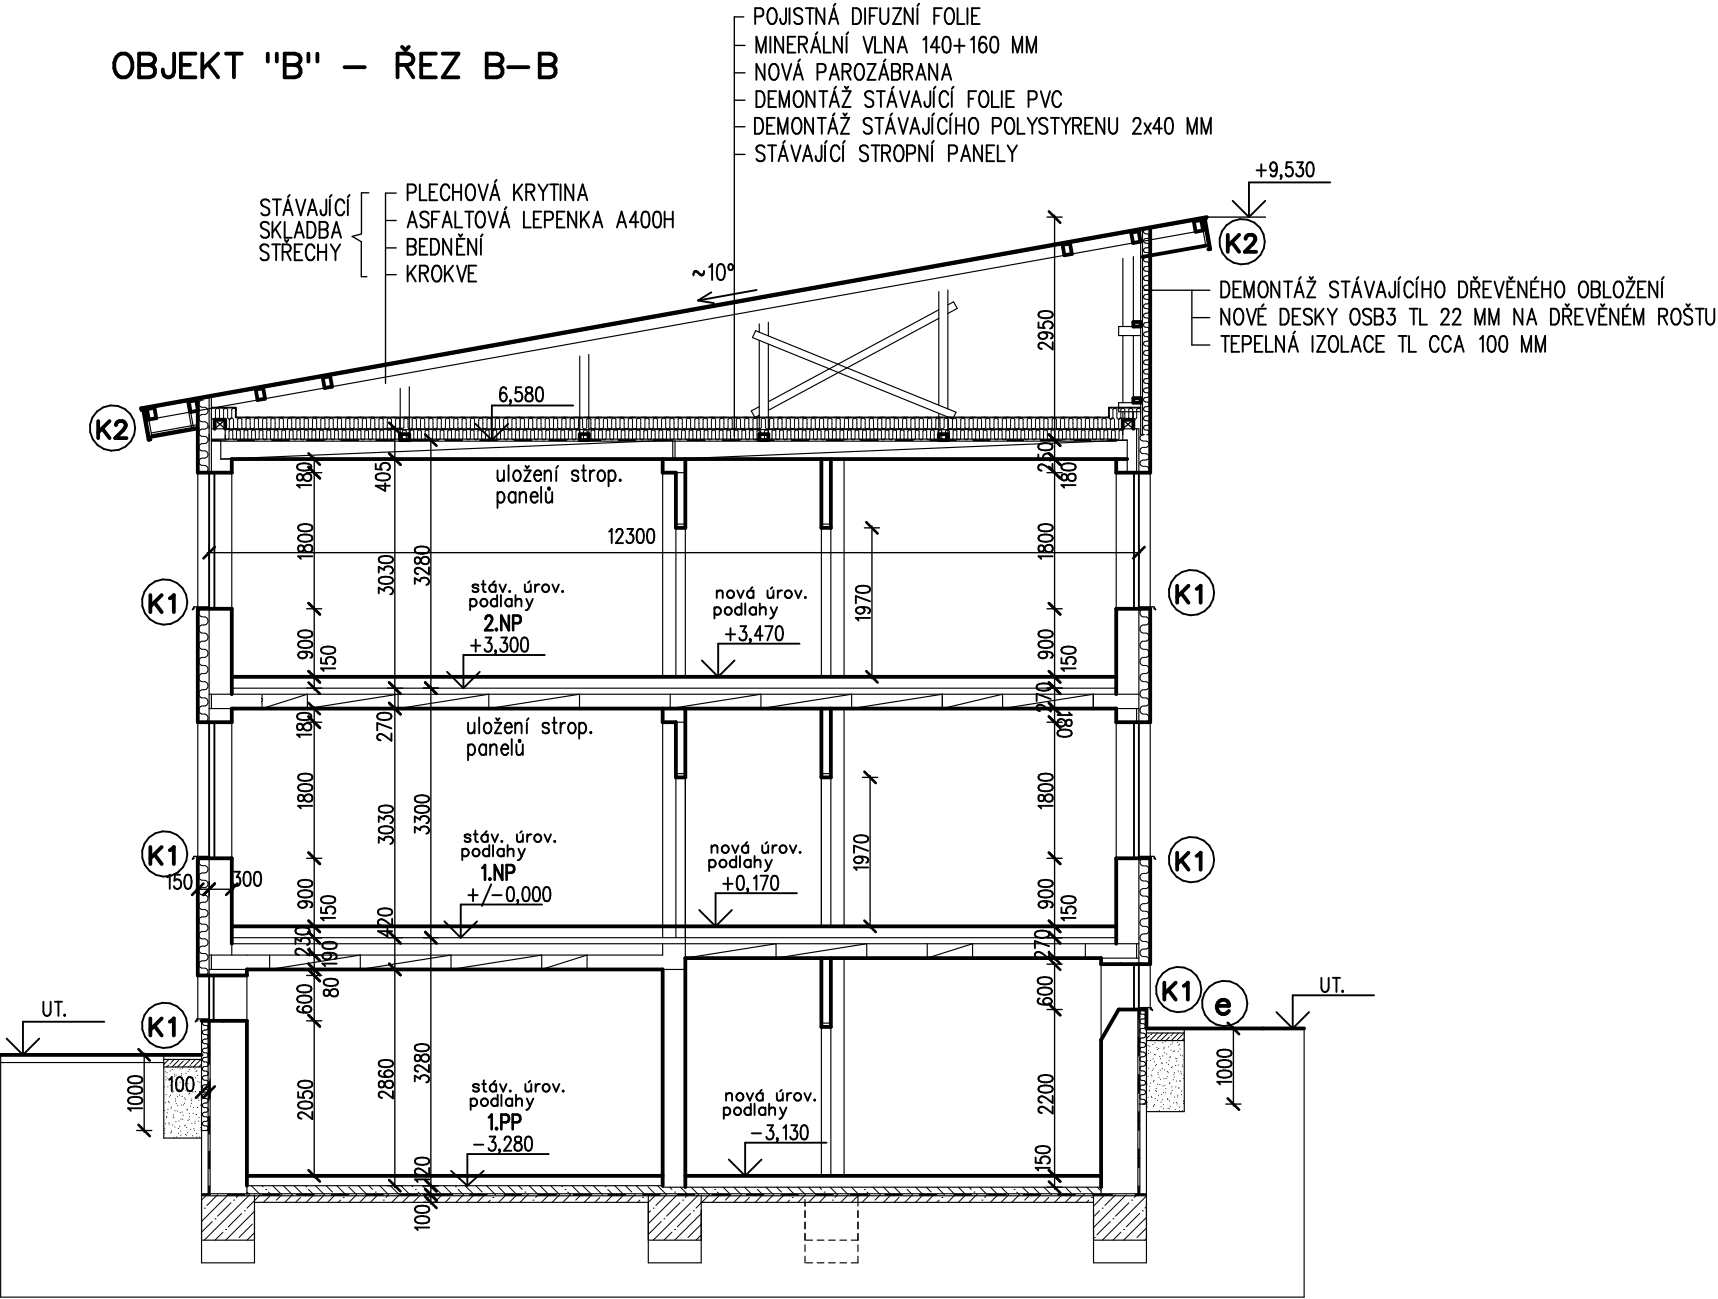 OBJEKT "B" – ŘEZ B–B
POJISTNÁ DIFUZNÍ FOLIE
MINERÁLNÍ VLNA 140+160 MM
NOVÁ PAROZÁBRANA
DEMONTÁŽ STÁVAJÍCÍ FOLIE PVC
DEMONTÁŽ STÁVAJÍCÍHO POLYSTYRENU 2x40 MM
STÁVAJÍCÍ STROPNÍ PANELY
STÁVAJÍCÍ
SKLADBA
STŘECHY
PLECHOVÁ KRYTINA
ASFALTOVÁ LEPENKA A400H
BEDNĚNÍ
KROKVE
~10°
+9,530
K2
DEMONTÁŽ STÁVAJÍCÍHO DŘEVĚNÉHO OBLOŽENÍ
NOVÉ DESKY OSB3 TL 22 MM NA DŘEVĚNÉM ROŠTU
TEPELNÁ IZOLACE TL CCA 100 MM
2950
K2
6,580
180
405
uložení strop.
panelů
250
180
12300
1800
3030
3280
1970
1800
K1
stáv. úrov.
podlahy
2.NP
+3,300
nová úrov.
podlahy
+3,470
K1
900
150
900
150
180
270
uložení strop.
panelů
270
180
1800
3030
3300
1970
1800
K1
stáv. úrov.
podlahy
1.NP
+/–0,000
nová úrov.
podlahy
+0,170
K1
150
300
900
150
420
900
150
230
190
80
270
600
600
UT.
K1
K1
e
UT.
1000
100
2050
2860
3280
stáv. úrov.
podlahy
1.PP
–3,280
nová úrov.
podlahy
–3,130
2200
1000
120
150
100